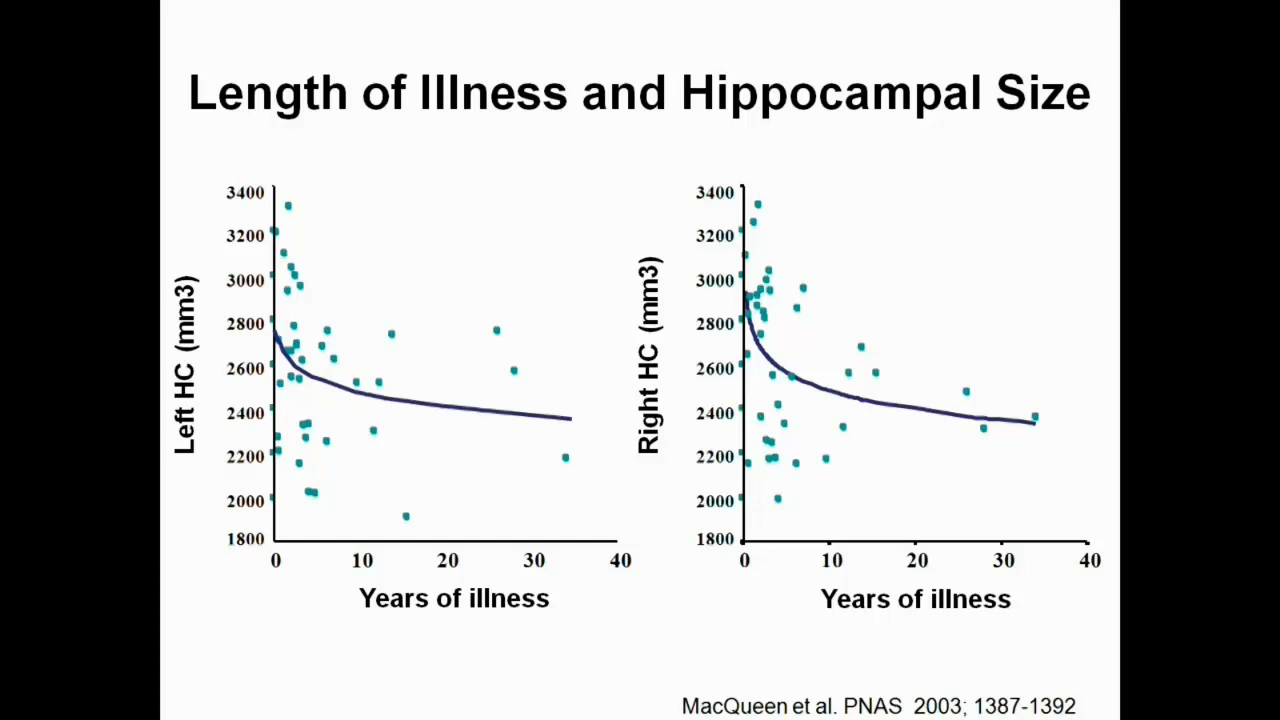 Length of Illness and Hippocampal Size
3400
3200
3000
2800
2600
2400
2200
2000
1800
Left HC (mm3)
0 10 20 30 40
Years of illness
3400
3200
3000
2800
2600
2400
2200
2000
1800
Right HC (mm3)
0 10 20 30 40
Years of illness
MacQueen et al. PNAS 2003; 1387-1392